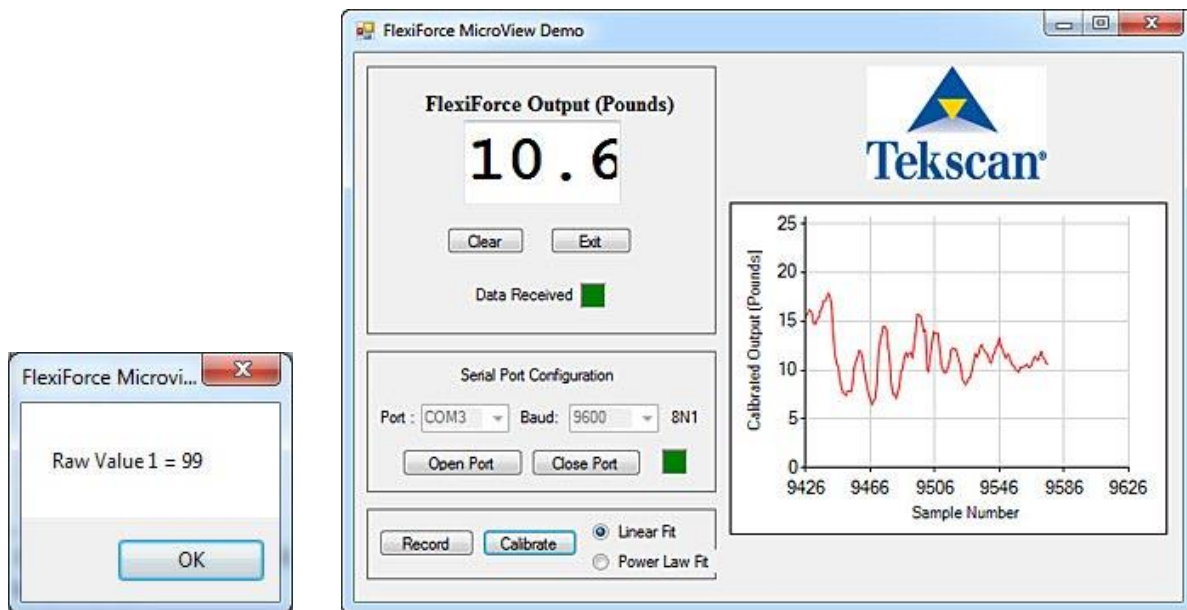 FlexiForce Microvi...
Raw Value 1 = 99
OK
FlexiForce MicroView Demo
FlexiForce Output (Pounds)
10.6
Clear Exit
Data Received
Serial Port Configuration
Port : COM3 Baud: 9600 8N1
Open Port Close Port
Record Calibrate
Linear Fit
Power Law Fit
Tekscan®
Calibrated Output (Pounds)
25
20
15
10
5
0
9426 9466 9506 9546 9586 9626
Sample Number